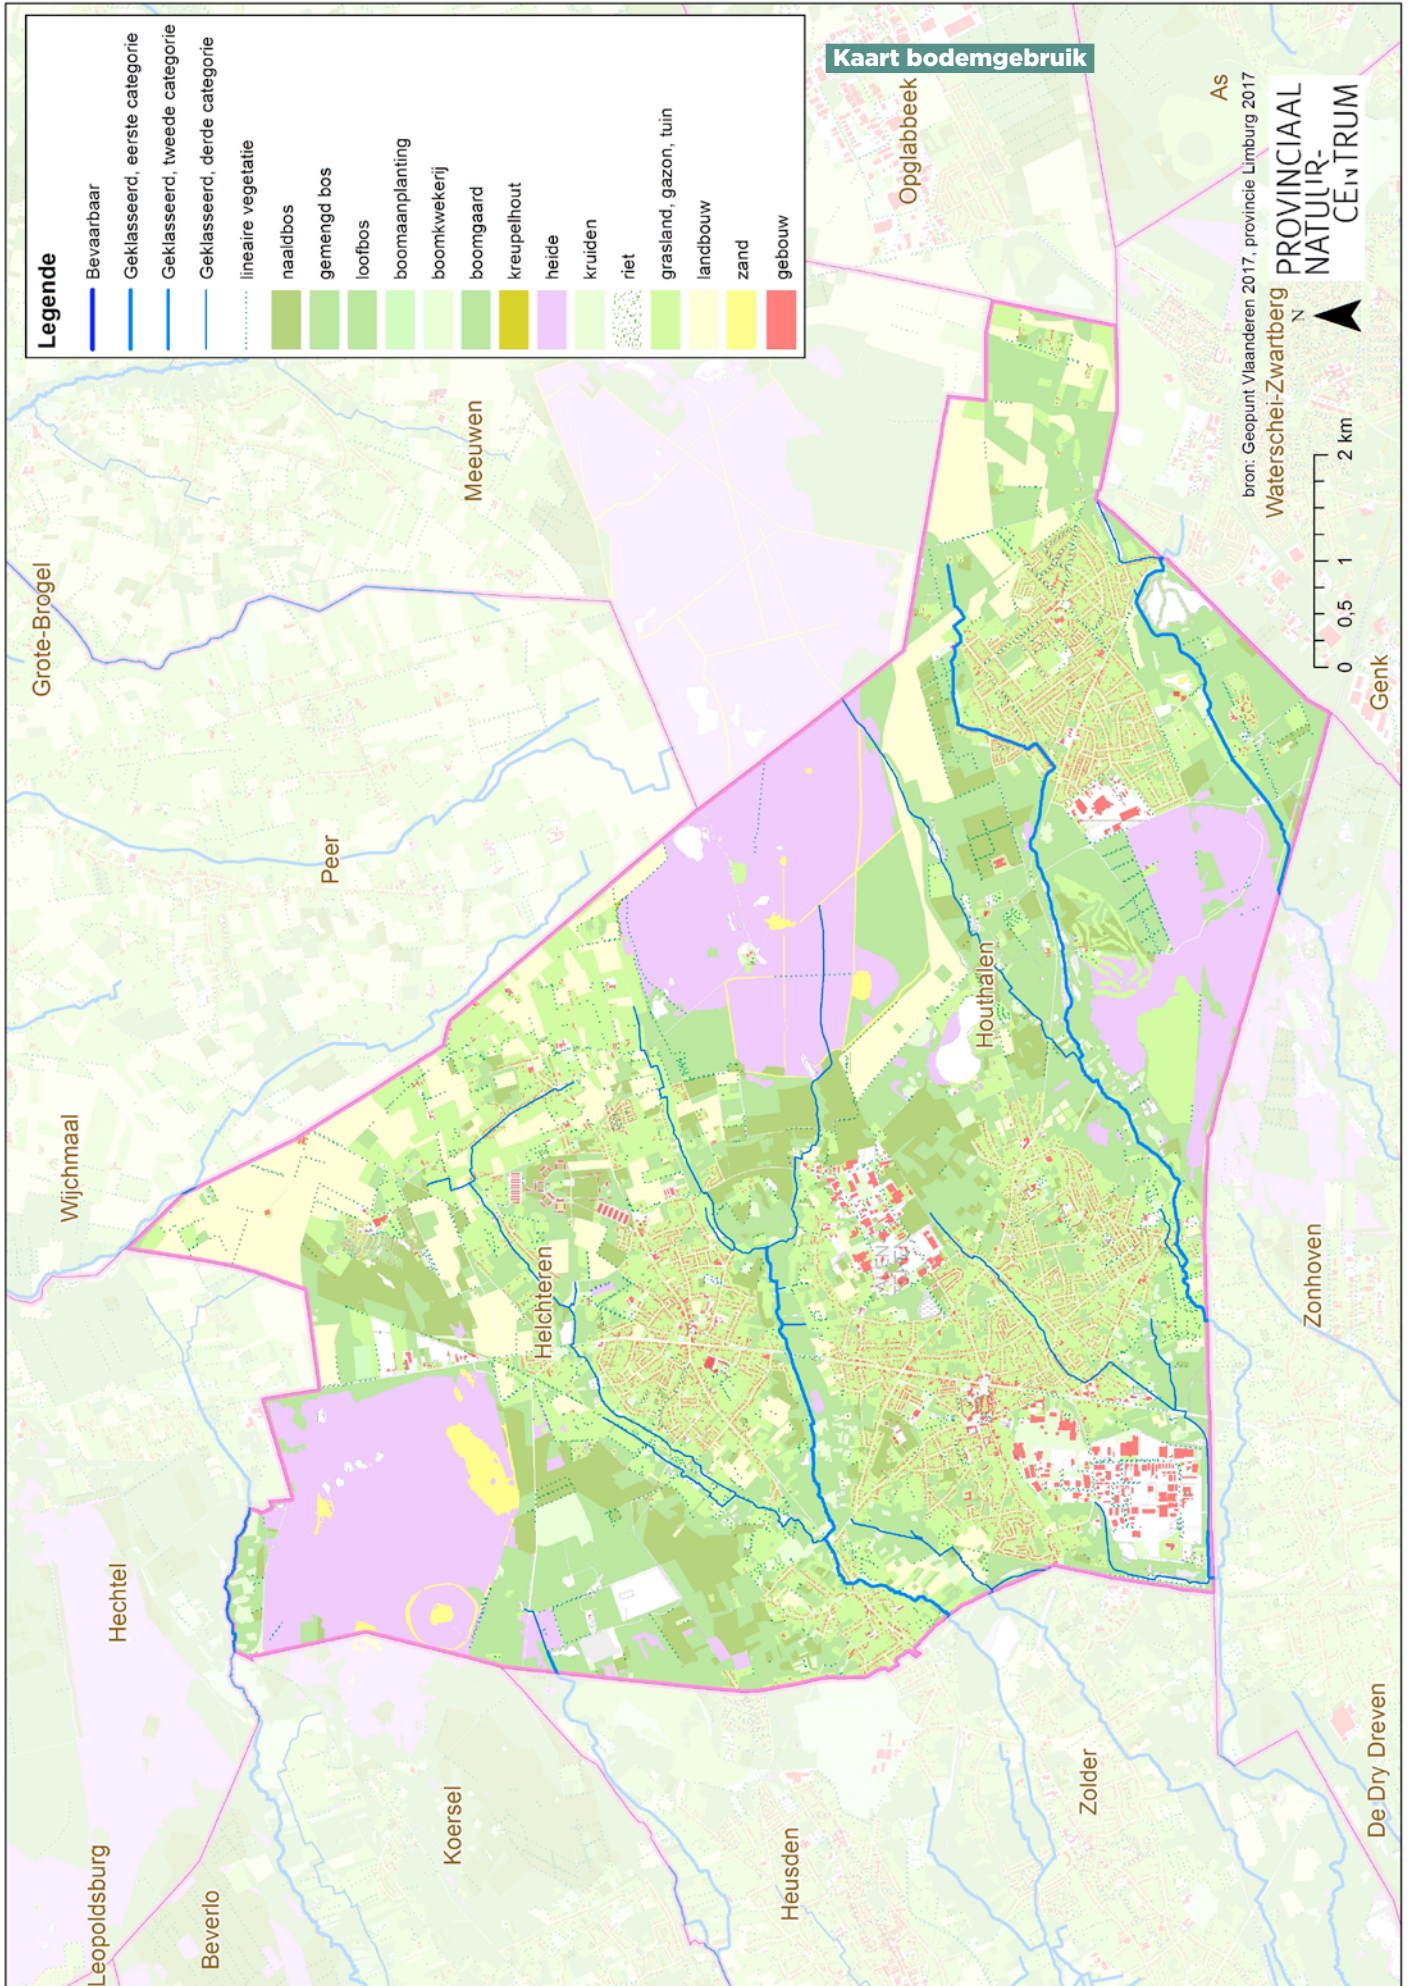 Kaart bodemgebruik
Legende
Bevaarbaar
Geklasseerd, eerste categorie
Geklasseerd, tweede categorie
Geklasseerd, derde categorie
lineaire vegetatie
naaldbos
gemengd bos
loofbos
boomaanplanting
boomkwekerij
boomgaard
kreupelhout
heide
kruiden
riet
grasland, gazon, tuin
landbouw
zand
gebouw
Leopoldsburg
Beverlo
Hechtel
Wijchmaal
Grote-Brogel
Koersel
Peer
Meeuwen
Helchteren
Heusden
Opglabbeek
Houthalen
Zolder
As
Zonhoven
De Dry Dreven
Genk
Waterschei-Zwartberg
bron: Geopunt Vlaanderen 2017, provincie Limburg 2017
PROVINCIAAL
NATUUR-
CENTRUM
N
0 0,5 1 2 km